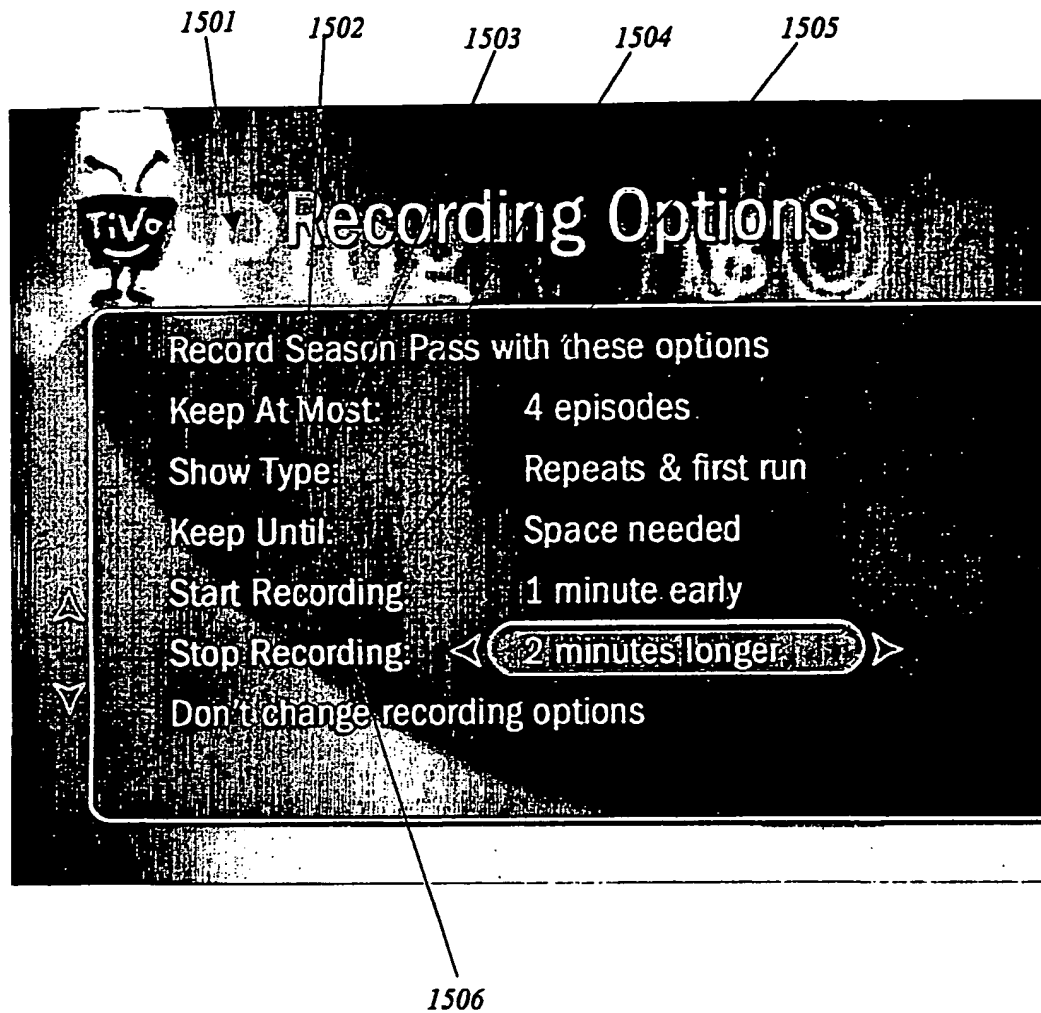 1501 1502 1503 1504 1505
TiVo
Recording Options
Record Season Pass with these options
Keep At Most: 4 episodes
Show Type: Repeats & first run
Keep Until: Space needed
Start Recording: 1 minute early
Stop Recording: 2 minutes longer
Don't change recording options
1506